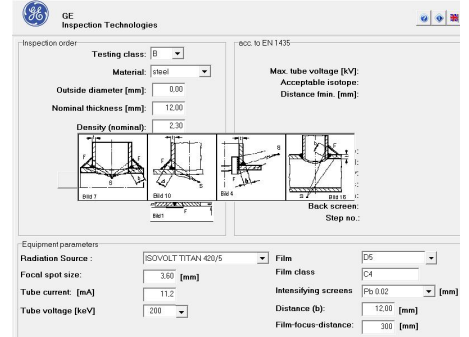 GE
Inspection Technologies
Inspection order
Testing class: B
Material: steel
Outside diameter [mm]: 0.00
Nominal thickness [mm]: 12.00
Density (nominal): 2.30
acc. to EN 1435
Max. tube voltage [kV]:
Acceptable isotope:
Distance fmin. [mm]:
Bild 7
Bild 10
Bild 4
Bild 18
Bild1
Back screen:
Step no.:
Equipment parameters
Radiation Source : ISOVOLT TITAN 420/5
Focal spot size: 3.60 [mm]
Tube current: [mA] 11.2
Tube voltage [keV] 200
Film D5
Film class C4
Intensifying screens Pb 0.02 [mm]
Distance (b): 12.00 [mm]
Film-focus-distance: 300 [mm]